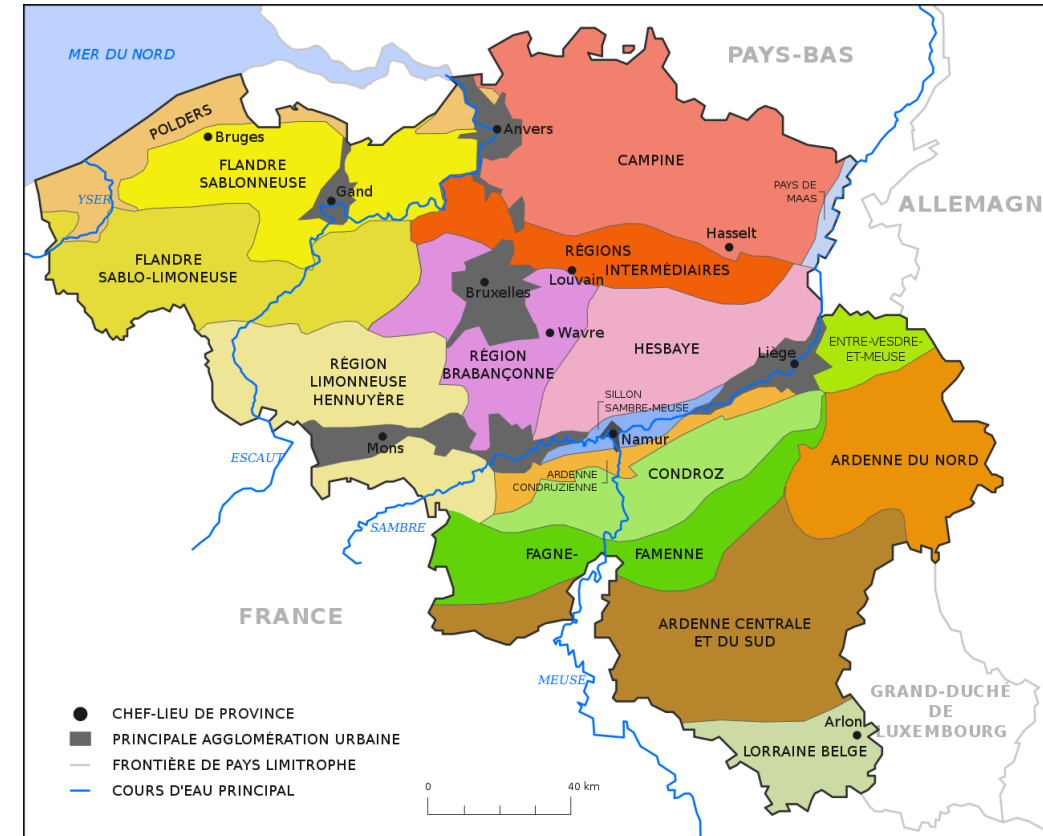 MER DU NORD
PAYS-BAS
POLDERS
Bruges
Anvers
FLANDRE
SABLONNEUSE
CAMPINE
PAYS DE
MAAS
YSER
Gand
ALLEMAGN
Hasselt
FLANDRE
SABLO-LIMONEUSE
RÉGIONS
INTERMÉDIAIRES
Louvain
Bruxelles
Wavre
HESBAYE
Liège
ENTRE-VESDRE-
ET-MEUSE
RÉGION
LIMONNEUSE
HENNUYÈRE
RÉGION
BRABANÇONNE
SILLON
SAMBRE-MEUSE
Mons
Namur
ESCAUT
ARDENNE
CONDRUZIENNE
CONDROZ
ARDENNE DU NORD
SAMBRE
FAGNE-
FAMENNE
FRANCE
ARDENNE CENTRALE
ET DU SUD
MEUSE
GRAND-DUCHÉ
DE
LUXEMBOURG
Arlon
LORRAINE BELGE
CHEF-LIEU DE PROVINCE
PRINCIPALE AGGLOMÉRATION URBAINE
FRONTIÈRE DE PAYS LIMITROPHE
COURS D'EAU PRINCIPAL
0
40 km